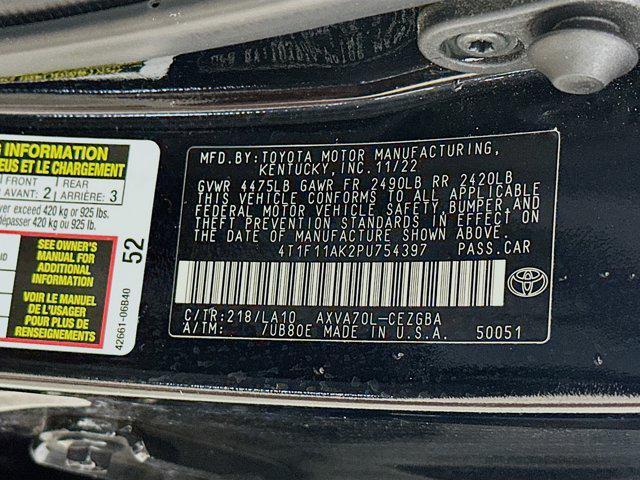 G INFORMATION
EUS ET LE CHARGEMENT
FRONT
AVANT: 2
REAR
ARRIÈRE: 3
ver exceed 420 kg or 925 lbs.
dépasser 420 kg ou 925 lb.
SEE OWNER'S
MANUAL FOR
ADDITIONAL
INFORMATION
VOIR LE MANUEL
DE L'USAGER
POUR PLUS DE
RENSEIGNEMENTS
52
42661-06B40
MFD.BY: TOYOTA MOTOR MANUFACTURING,
KENTUCKY, INC. 11/22
GVWR 4475LB GAWR FR 2490LB RR 2420LB
THIS VEHICLE CONFORMS TO ALL APPLICABLE
FEDERAL MOTOR VEHICLE SAFETY,BUMPER,AND
THEFT PREVENTION STANDARDS IN EFFECT ON
THE DATE OF MANUFACTURE SHOWN ABOVE.
4T1F11AK2PU754397 PASS.CAR
C/TR:218/LA10 AXVA70L-CEZGBA
A/TM: 7UB80E MADE IN U.S.A. 50051